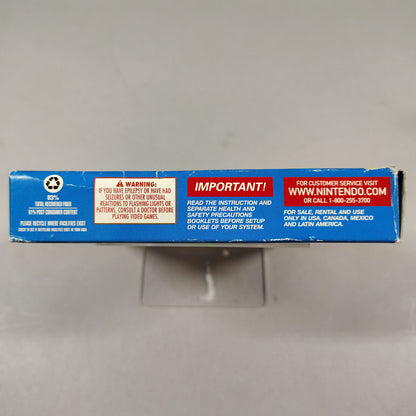 83%
TOTAL RECOVERED FIBER
PLEASE RECYCLE WHERE FACILITIES EXIST
WARNING:
IF YOU HAVE EPILEPSY OR HAVE HAD
SEIZURES OR OTHER UNUSUAL
REACTIONS TO FLASHING LIGHTS OR
PATTERNS, CONSULT A DOCTOR BEFORE
PLAYING VIDEO GAMES.
IMPORTANT!
READ THE INSTRUCTION AND
SEPARATE HEALTH AND
SAFETY PRECAUTIONS
BOOKLETS BEFORE SETUP
OR USE OF YOUR SYSTEM.
FOR CUSTOMER SERVICE VISIT
WWW.NINTENDO.COM
OR CALL 1-800-255-3700
FOR SALE, RENTAL AND USE
ONLY IN USA, CANADA, MEXICO
AND LATIN AMERICA.